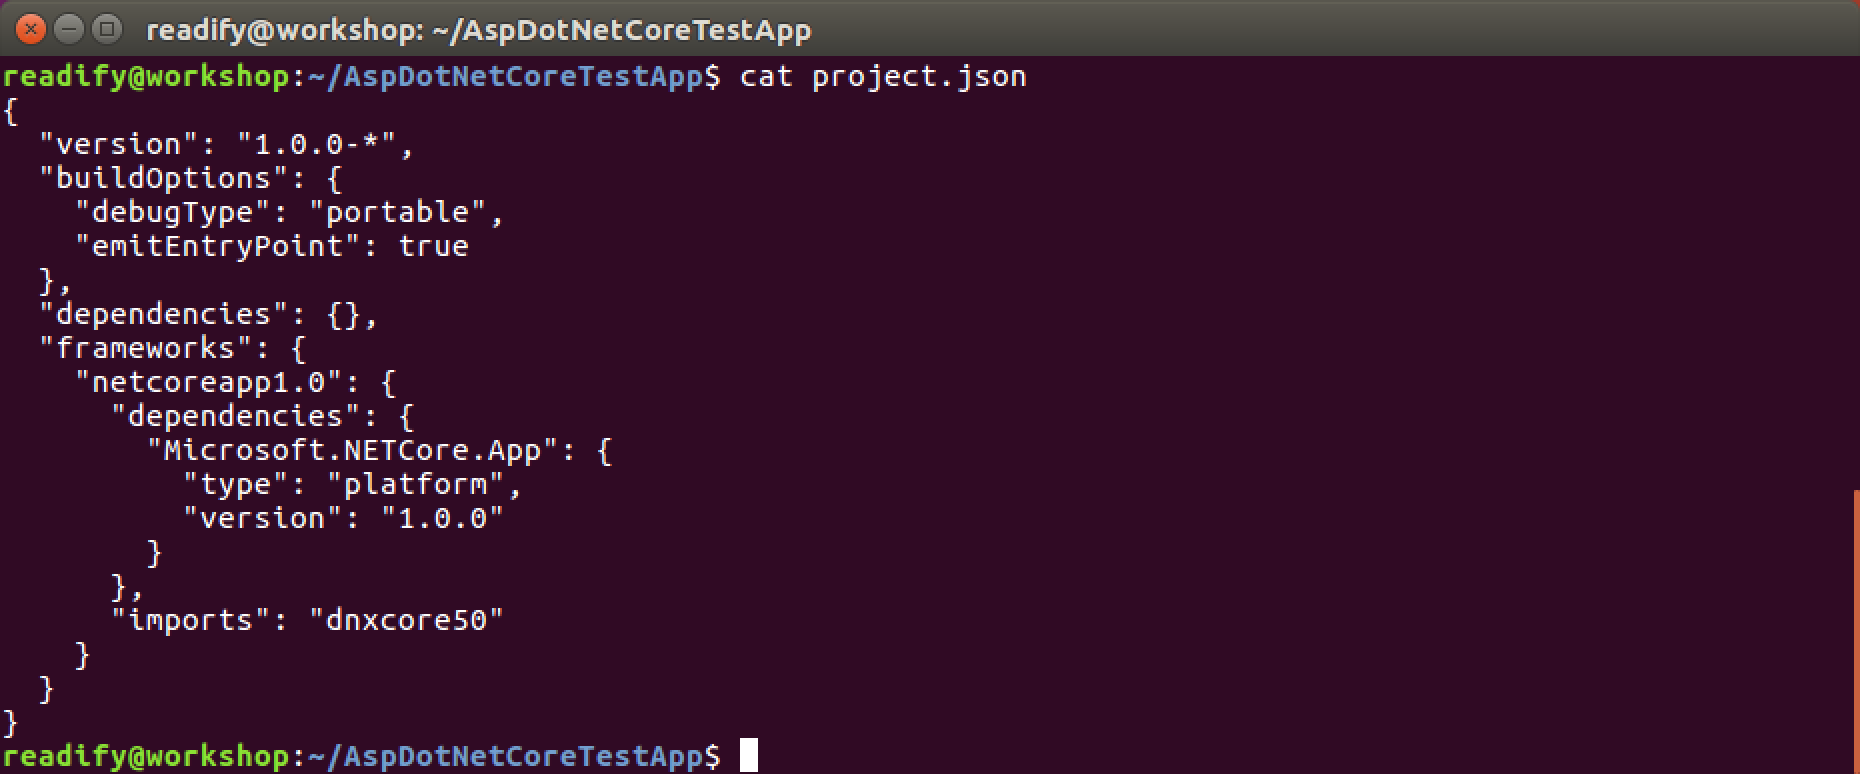 readify@workshop: ~/AspDotNetCoreTestApp
readify@workshop:~/AspDotNetCoreTestApp$ cat project.json
{
  "version": "1.0.0-*",
  "buildOptions": {
    "debugType": "portable",
    "emitEntryPoint": true
  },
  "dependencies": {},
  "frameworks": {
    "netcoreapp1.0": {
      "dependencies": {
        "Microsoft.NETCore.App": {
          "type": "platform",
          "version": "1.0.0"
        }
      },
      "imports": "dnxcore50"
    }
  }
}
readify@workshop:~/AspDotNetCoreTestApp$